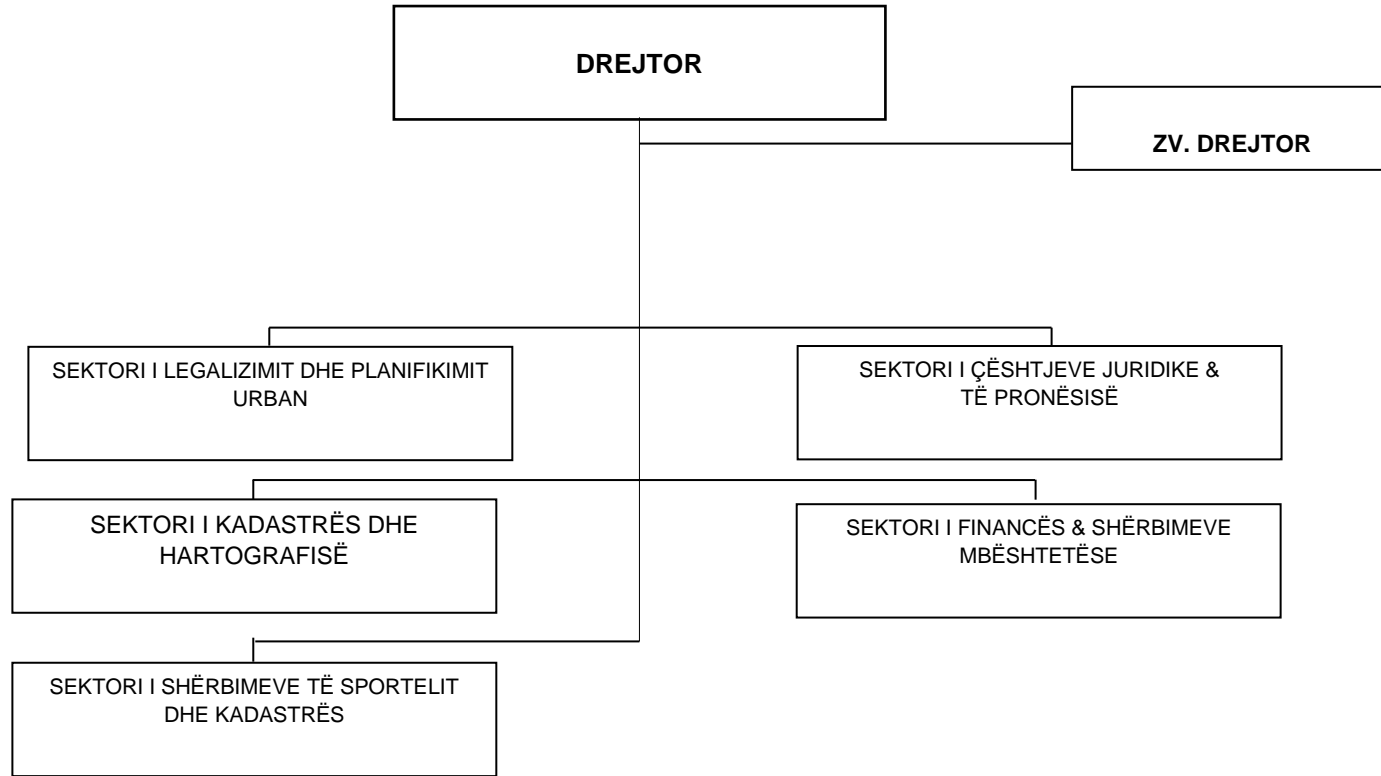 DREJTOR
ZV. DREJTOR
SEKTORI I LEGALIZIMIT DHE PLANIFIKIMIT
URBAN
SEKTORI I ÇËSHTJEVE JURIDIKE &
TË PRONËSISË
SEKTORI I KADASTRËS DHE
HARTOGRAFISË
SEKTORI I FINANCËS & SHËRBIMEVE
MBËSHTETËSE
SEKTORI I SHËRBIMEVE TË SPORTELIT
DHE KADASTRËS